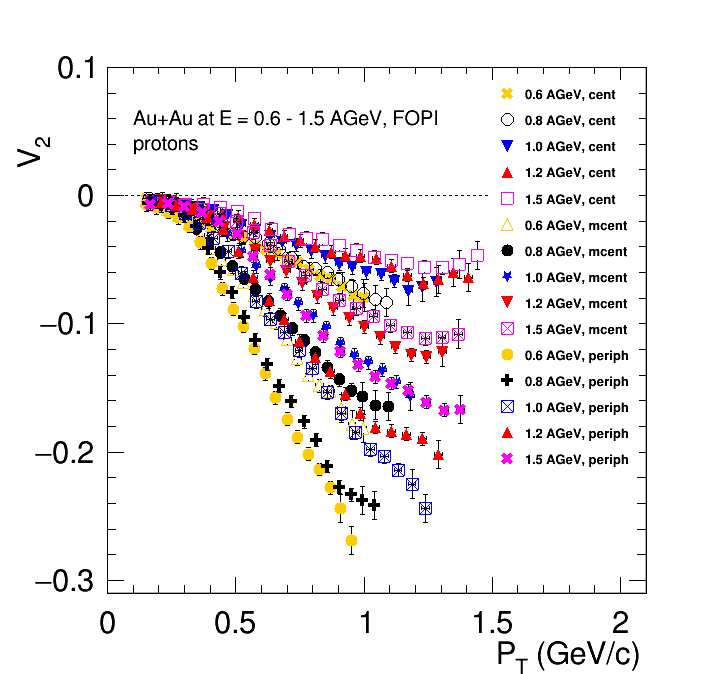 0.1
0
−0.1
−0.2
−0.3
V2
Au+Au at E = 0.6 - 1.5 AGeV, FOPI
protons
0.6 AGeV, cent
0.8 AGeV, cent
1.0 AGeV, cent
1.2 AGeV, cent
1.5 AGeV, cent
0.6 AGeV, mcent
0.8 AGeV, mcent
1.0 AGeV, mcent
1.2 AGeV, mcent
1.5 AGeV, mcent
0.6 AGeV, periph
0.8 AGeV, periph
1.0 AGeV, periph
1.2 AGeV, periph
1.5 AGeV, periph
0 0.5 1 1.5 2
PT (GeV/c)